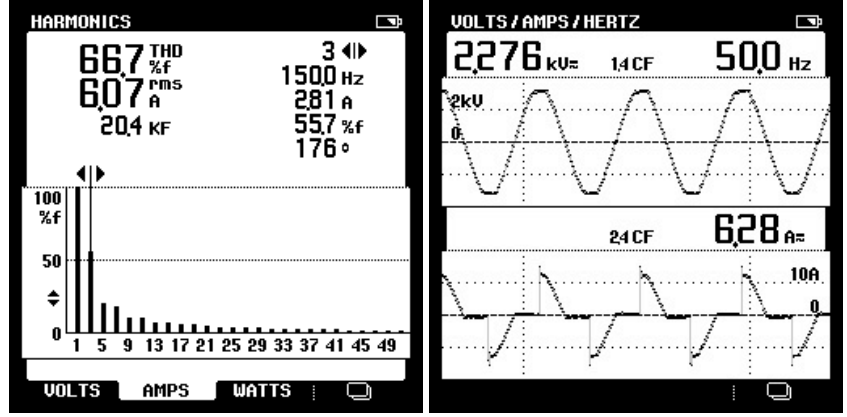 HARMONICS
66,7 THD %f
6,07 rms A
20,4 KF
3
150,0 Hz
2,81 A
55,7 %f
176 °
100
%f
50
0
1 5 9 13 17 21 25 29 33 37 41 45 49
VOLTS AMPS WATTS
VOLTS/AMPS/HERTZ
2,276 kV≂ 1,4 CF 50,0 Hz
2kV
0
2,4 CF 6,28 A≂
10A
0